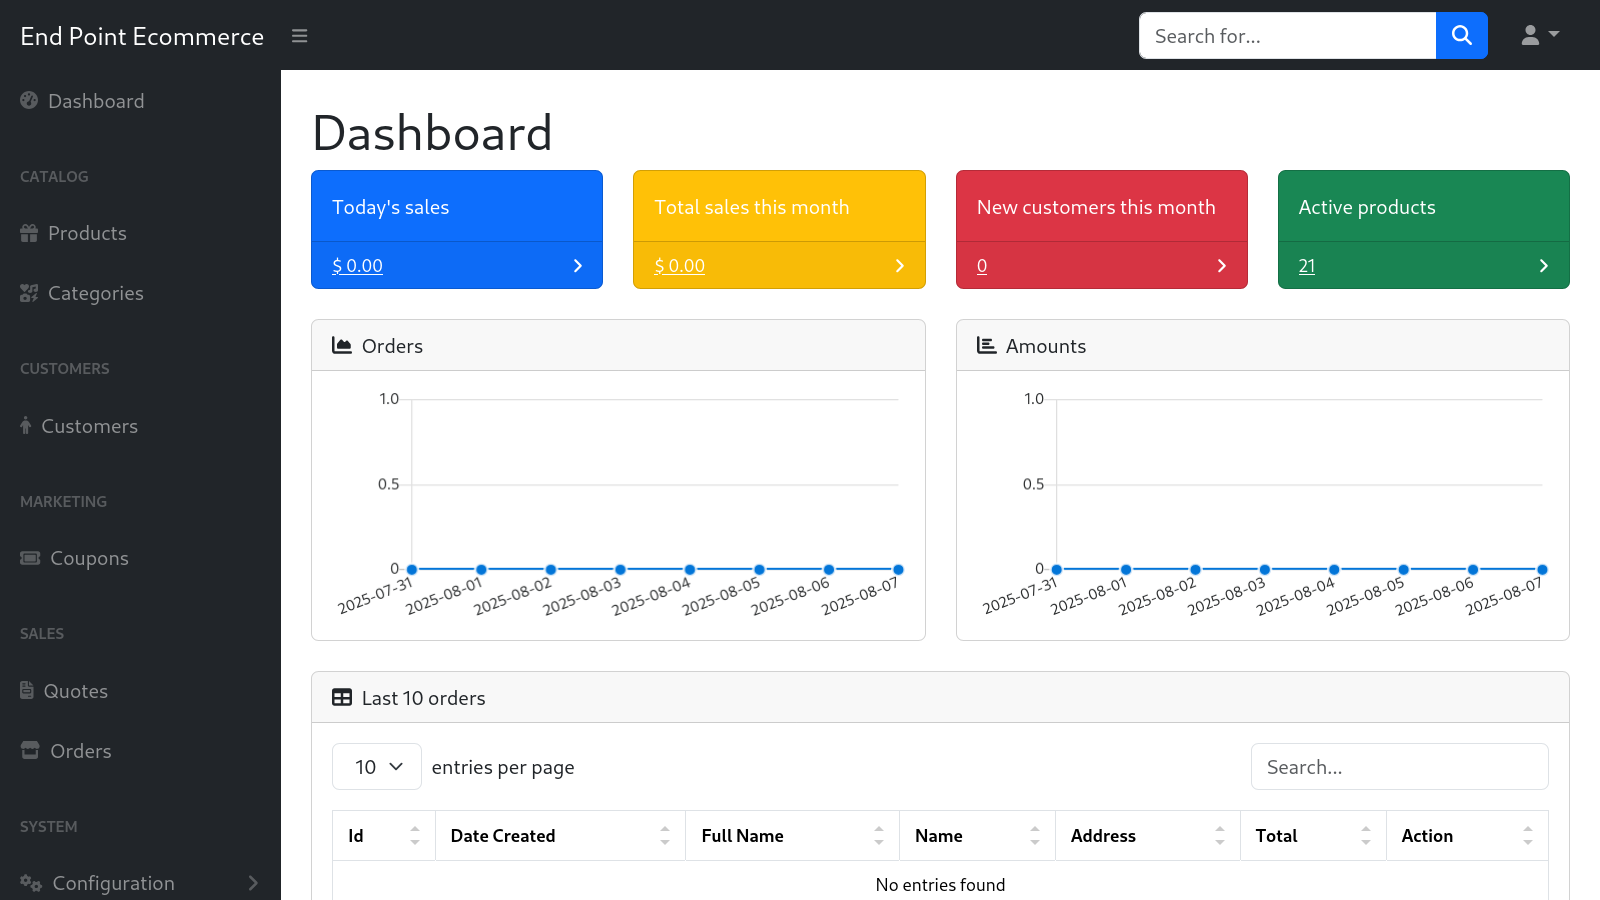 End Point Ecommerce
Search for...
Dashboard
CATALOG
Products
Categories
CUSTOMERS
Customers
MARKETING
Coupons
SALES
Quotes
Orders
SYSTEM
Configuration
Dashboard
Today's sales
$ 0.00
Total sales this month
$ 0.00
New customers this month
0
Active products
21
Orders
1.0
0.5
0
2025-07-31 2025-08-01 2025-08-02 2025-08-03 2025-08-04 2025-08-05 2025-08-06 2025-08-07
Amounts
1.0
0.5
0
2025-07-31 2025-08-01 2025-08-02 2025-08-03 2025-08-04 2025-08-05 2025-08-06 2025-08-07
Last 10 orders
10 entries per page
Search...
Id Date Created Full Name Name Address Total Action
No entries found